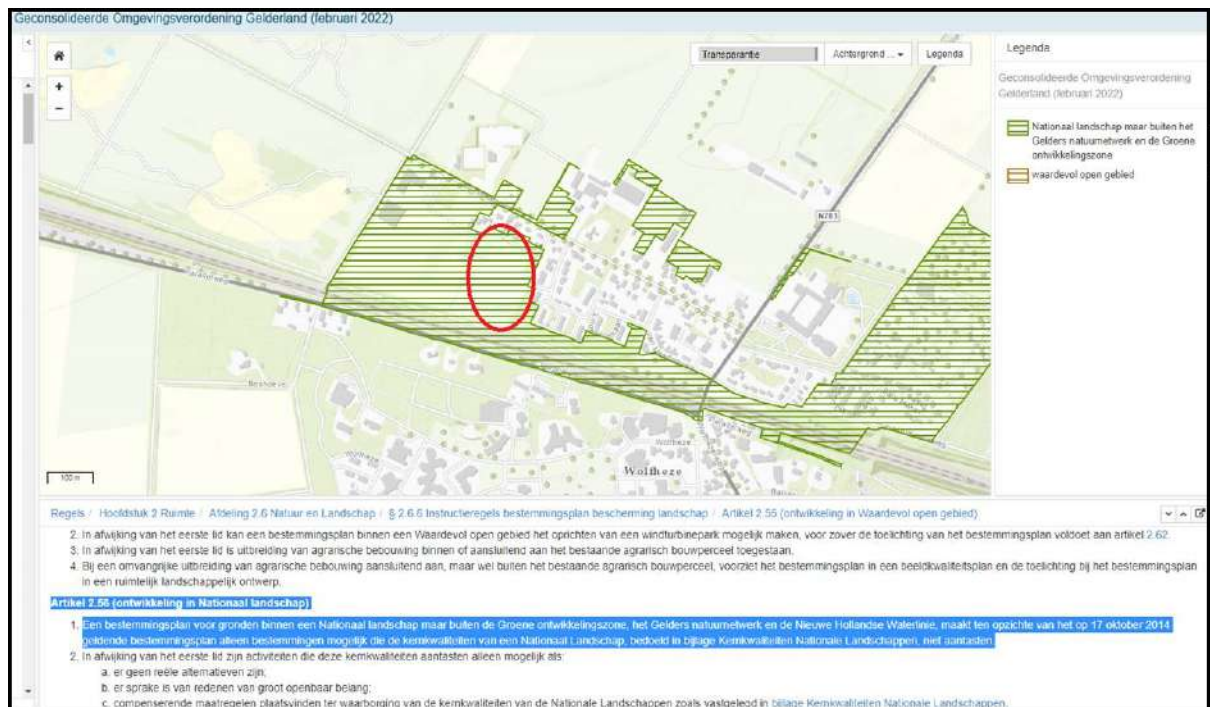 Geconsolideerde Omgevingsverordening Gelderland (februari 2022)
Transparantie
Achtergrond ...
Legenda
Legenda
Geconsolideerde Omgevingsverordening
Gelderland (februari 2022)
Nationaal landschap maar buiten het
Gelders natuurnetwerk en de Groene
ontwikkelingszone
waardevol open gebied
Wolfheze
Wolfheze
100 m
Regels / Hoofdstuk 2 Ruimte / Afdeling 2.6 Natuur en Landschap / § 2.6.6 Instructieregels bestemmingsplan bescherming landschap / Artikel 2.55 (ontwikkeling in Waardevol open gebied)
2. In afwijking van het eerste lid kan een bestemmingsplan binnen een Waardevol open gebied het oprichten van een windturbinepark mogelijk maken, voor zover de toelichting van het bestemmingsplan voldoet aan artikel 2.62.
3. In afwijking van het eerste lid is uitbreiding van agrarische bebouwing binnen of aansluitend aan het bestaande agrarisch bouwperceel toegestaan.
4. Bij een omvangrijke uitbreiding van agrarische bebouwing aansluitend aan, maar wel buiten het bestaande agrarisch bouwperceel, voorziet het bestemmingsplan in een beeldkwaliteitsplan en de toelichting bij het bestemmingsplan
in een ruimtelijk landschappelijk ontwerp.
Artikel 2.56 (ontwikkeling in Nationaal landschap)
1. Een bestemmingsplan voor gronden binnen een Nationaal landschap maar buiten de Groene ontwikkelingszone, het Gelders natuurnetwerk en de Nieuwe Hollandse Waterlinie, maakt ten opzichte van het op 17 oktober 2014
geldende bestemmingsplan alleen bestemmingen mogelijk die de kernkwaliteiten van een Nationaal Landschap, bedoeld in bijlage Kernkwaliteiten Nationale Landschappen, niet aantasten.
2. In afwijking van het eerste lid zijn activiteiten die deze kernkwaliteiten aantasten alleen mogelijk als:
a. er geen reële alternatieven zijn;
b. er sprake is van redenen van groot openbaar belang;
c. compenserende maatregelen plaatsvinden ter waarborging van de kernkwaliteiten van de Nationale Landschappen zoals vastgelegd in bijlage Kernkwaliteiten Nationale Landschappen.